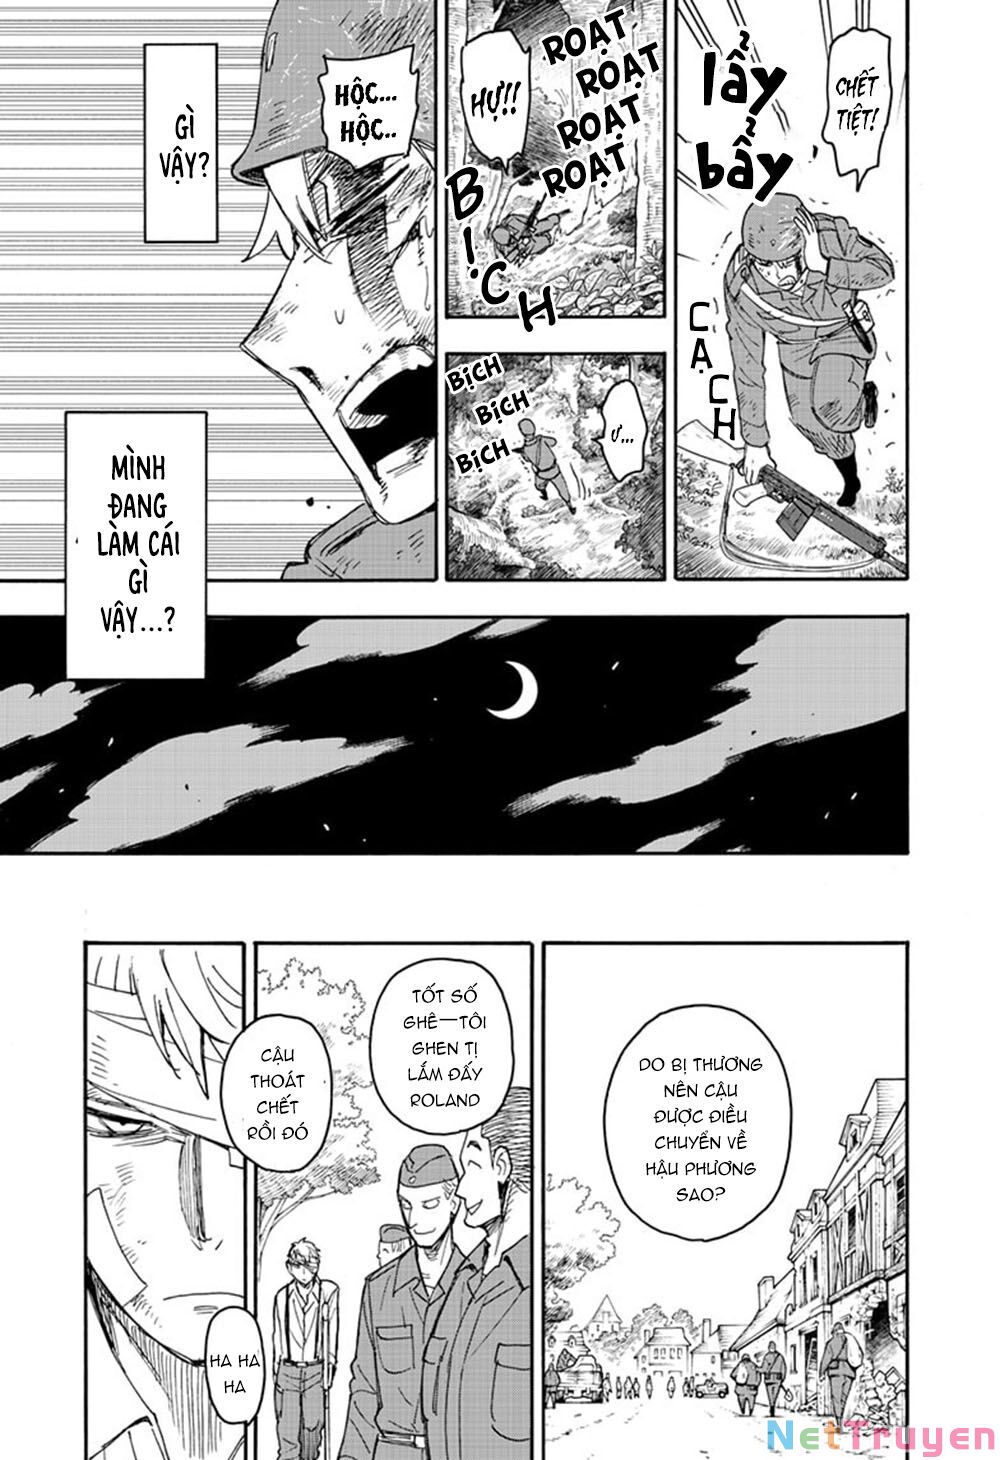 CHẾT
TIỆT!
lẩy
bẩy
CẠCH
ROẠT
ROẠT
ROẠT
ROẠT
HỰ!!
BỊCH
Ư...
BỊCH
BỊCH
BỊCH
HỘC...
HỘC..
GÌ
VẬY?
MÌNH
ĐANG
LÀM CÁI
GÌ
VẬY...?
DO BỊ THƯƠNG
NÊN CẬU
ĐƯỢC ĐIỀU
CHUYỂN VỀ
HẬU PHƯƠNG
SAO?
TỐT SỐ
GHÊ—TÔI
GHEN TỊ
LẮM ĐẤY
ROLAND
CẬU
THOÁT
CHẾT
RỒI ĐÓ
HA HA
HA
NetTruyen